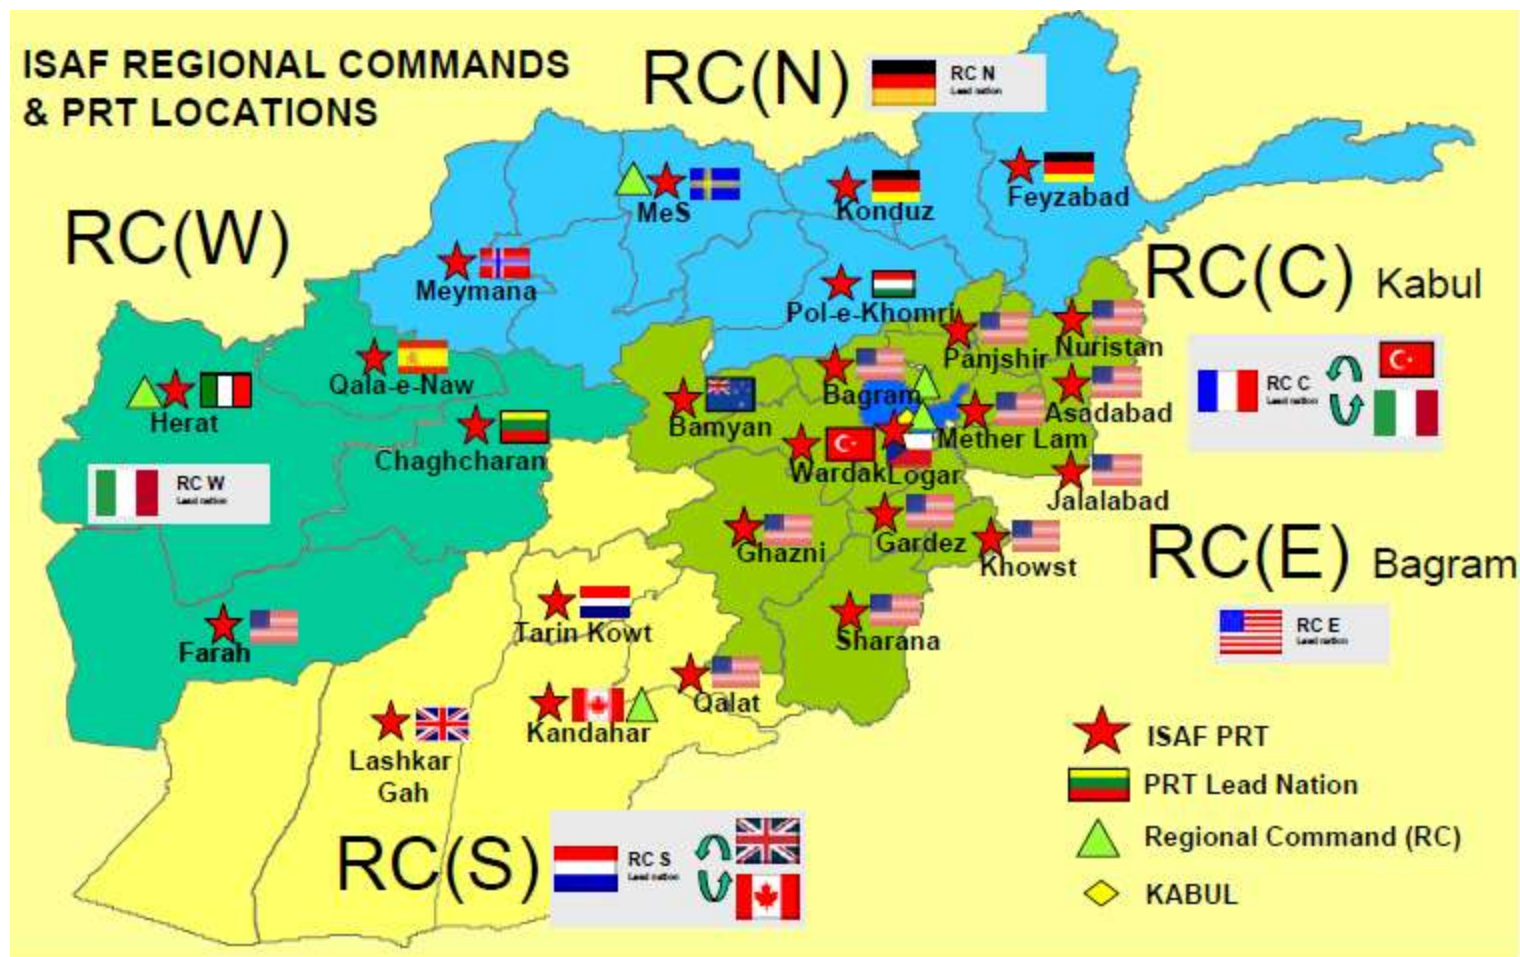 ISAF REGIONAL COMMANDS
& PRT LOCATIONS
RC(N)
RC N
Lead nation
Feyzabad
MeS
Konduz
RC(W)
Meymana
RC(C) Kabul
Pol-e-Khomri
Panjshir
Nuristan
Qala-e-Naw
RC C
Lead nation
Herat
Bagram
Asadabad
Bamyan
Mether Lam
Chaghcharan
Wardak
Logar
RC W
Lead nation
Jalalabad
Ghazni
Gardez
Khowst
RC(E) Bagram
Tarin Kowt
Sharana
RC E
Lead nation
Farah
Qalat
Kandahar
Lashkar
Gah
ISAF PRT
PRT Lead Nation
Regional Command (RC)
KABUL
RC(S)
RC S
Lead nation